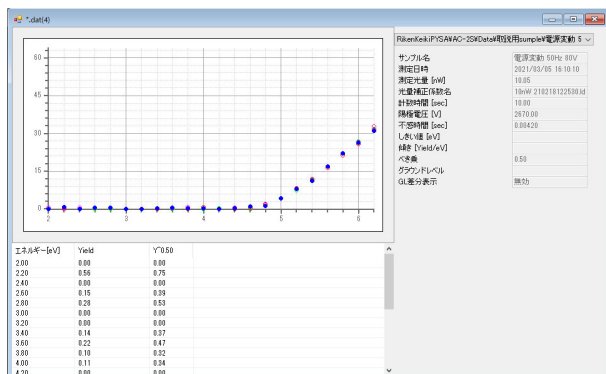 *.dat(4)
RikenKeiki¥PYSA¥AC-2S¥Data¥取説用sumple¥電源変動 5
60
45
30
15
0
2 3 4 5 6
サンプル名 電源変動 50Hz 80V
測定日時 2021/03/05 16:10:10
測定光量 [nW] 10.05
光量補正係数名 10nW 210218122530.ld
計数時間 [sec] 10.00
陽極電圧 [V] 2670.00
不感時間 [sec] 0.00420
しきい値 [eV]
傾き [Yield/eV]
べき乗 0.50
グラウンドレベル
GL差分表示 無効
エネルギー[eV] Yield Y^0.50
2.00 0.00 0.00
2.20 0.56 0.75
2.40 0.00 0.00
2.60 0.15 0.39
2.80 0.28 0.53
3.00 0.00 0.00
3.20 0.00 0.00
3.40 0.14 0.37
3.60 0.22 0.47
3.80 0.10 0.32
4.00 0.11 0.34
4.20 0.00 0.00